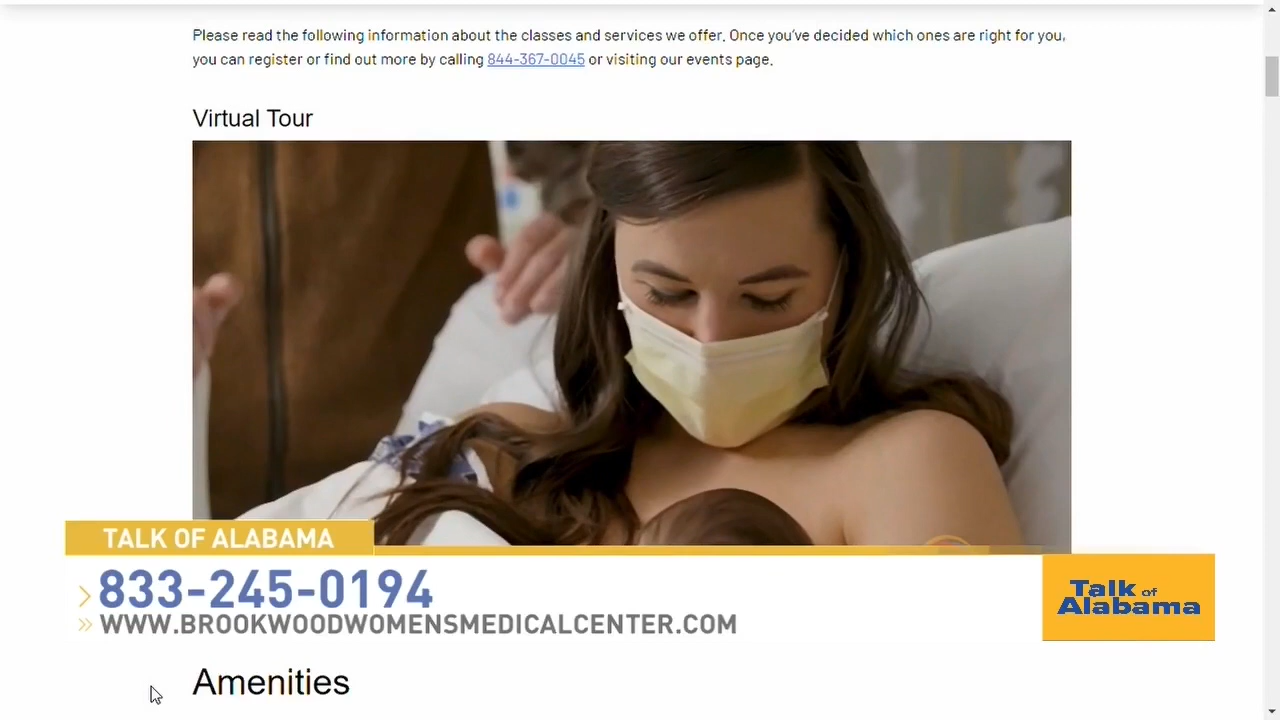 Please read the following information about the classes and services we offer. Once you've decided which ones are right for you,
you can register or find out more by calling 844-367-0045 or visiting our events page.
Virtual Tour
TALK OF ALABAMA
833-245-0194
WWW.BROOKWOODWOMENSMEDICALCENTER.COM
Talk of
Alabama
Amenities